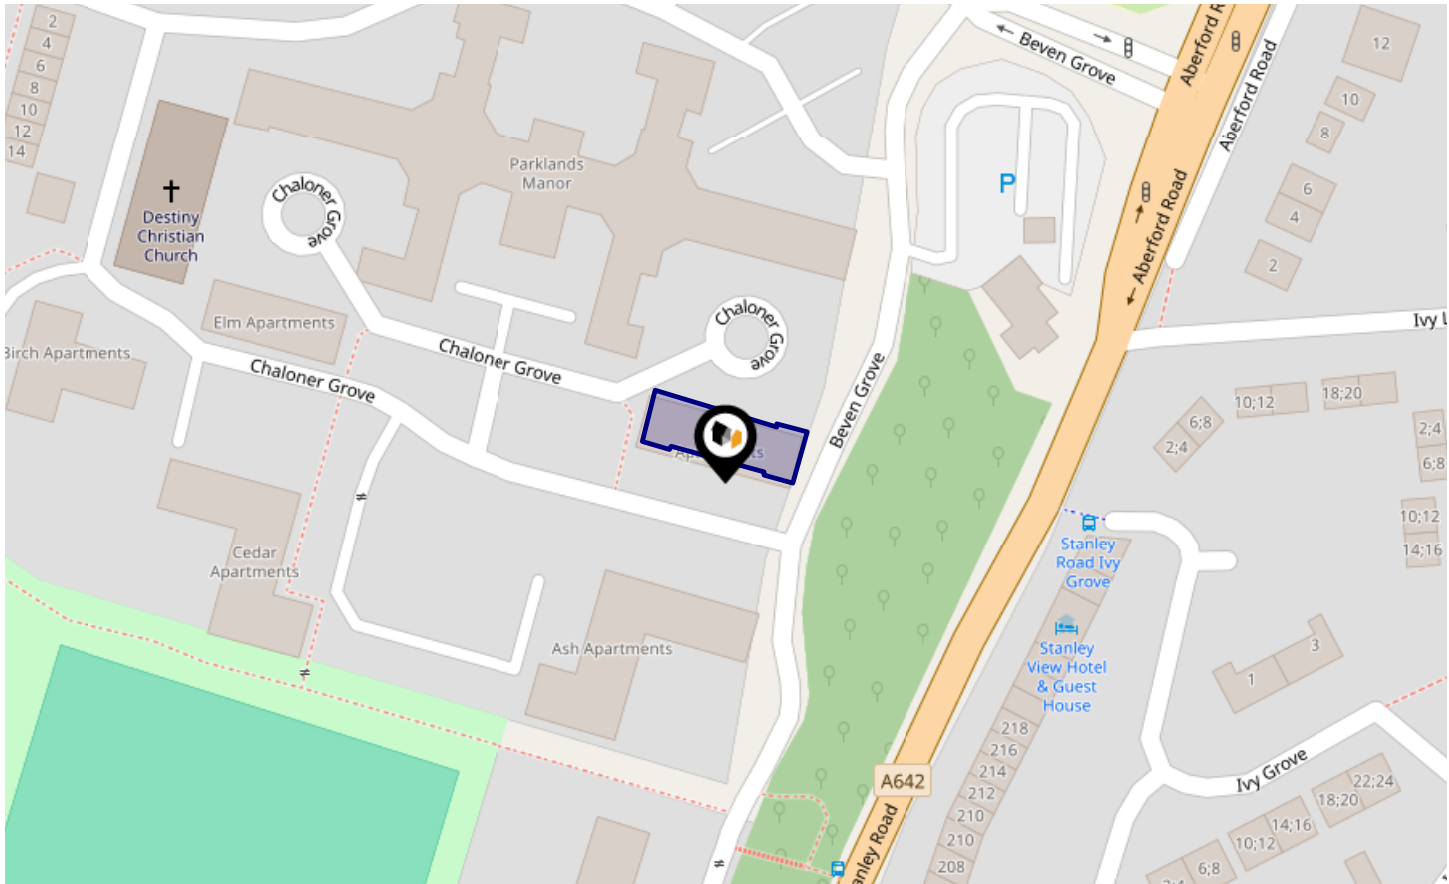 2
4
6
8
10
12
14
Destiny
Christian
Church
Chaloner Grove
Parklands
Manor
Beven Grove
P
Aberford R
Aberford Road
Aberford Road
12
10
8
6
4
2
Elm Apartments
Birch Apartments
Chaloner Grove
Chaloner Grove
Chaloner Grove
Beven Grove
Ivy L
10;12
18;20
6;8
2;4
2;4
6;8
10;12
14;16
Cedar
Apartments
Ash Apartments
Stanley
Road Ivy
Grove
Stanley
View Hotel
& Guest
House
3
1
218
216
214
212
210
210
208
A642
anley Road
Ivy Grove
22;24
18;20
14;16
10;12
6;8